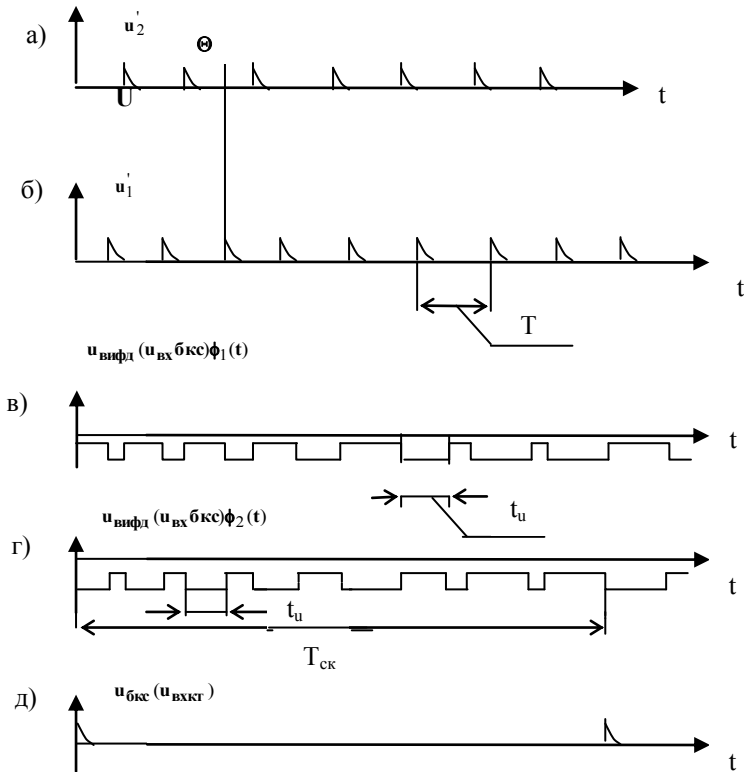 а)
u'₂
Θ
U
t
б)
u'₁
t
T
uвифд (uвх бкс)ϕ₁(t)
в)
t
uвифд (uвх бкс)ϕ₂(t)
tu
г)
t
tu
Tск
uбкс (uвхкт)
д)
t